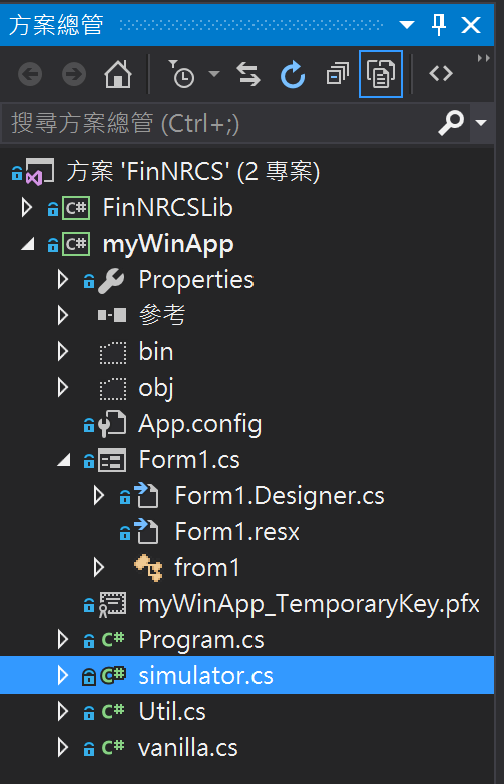 方案總管
搜尋方案總管 (Ctrl+;)
方案 'FinNRCS' (2 專案)
C# FinNRCSLib
C# myWinApp
Properties
參考
bin
obj
App.config
Form1.cs
Form1.Designer.cs
Form1.resx
from1
myWinApp_TemporaryKey.pfx
C# Program.cs
C# simulator.cs
C# Util.cs
C# vanilla.cs